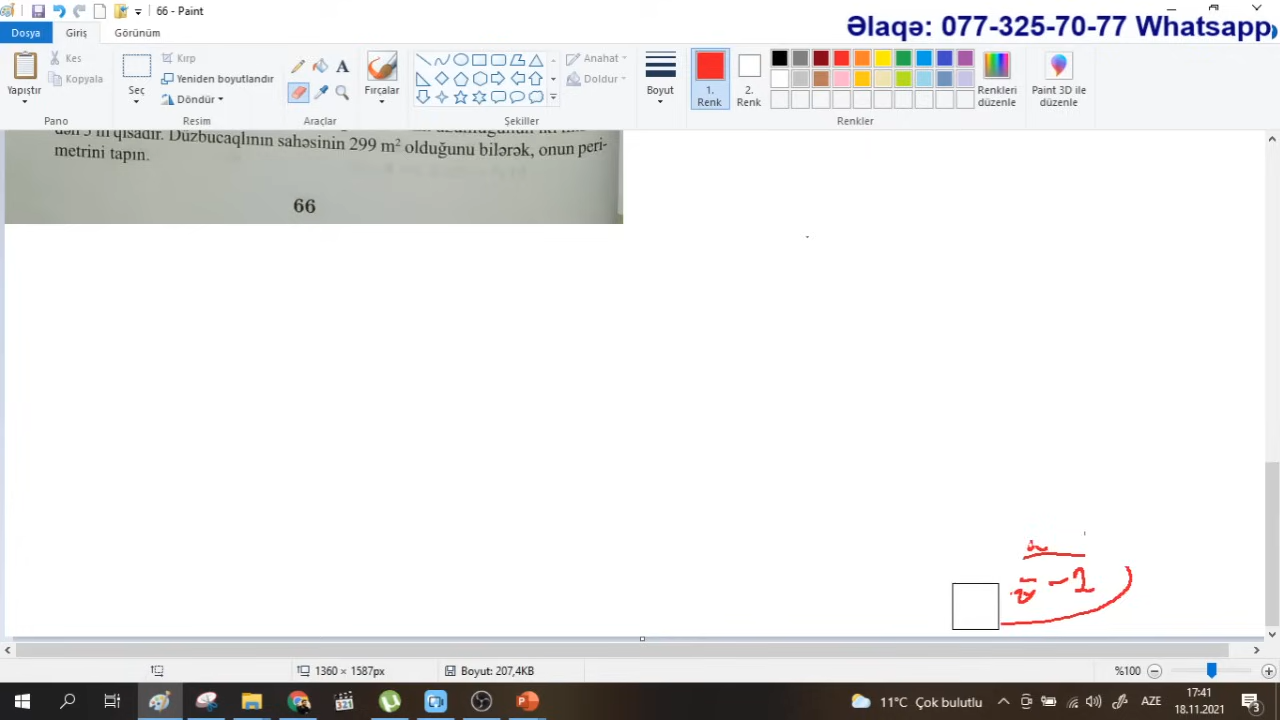 66 - Paint
Əlaqə: 077-325-70-77 Whatsapp
Dosya Giriş Görünüm
Yapıştır
Kes
Kopyala
Pano
Seç
Kırp
Yeniden boyutlandır
Döndür
Resim
A
Araçlar
Fırçalar
Anahat
Doldur
Şekiller
Boyut
1. Renk
2. Renk
Renkleri düzenle
Paint 3D ile düzenle
Renkler
dən 5 m qısadır. Düzbucaqlının sahəsinin 299 m² olduğunu bilərək, onun peri-
metrini tapın.
66
1360 × 1587px
Boyut: 207,4KB
%100
11°C Çok bulutlu
AZE
17:41
18.11.2021
3